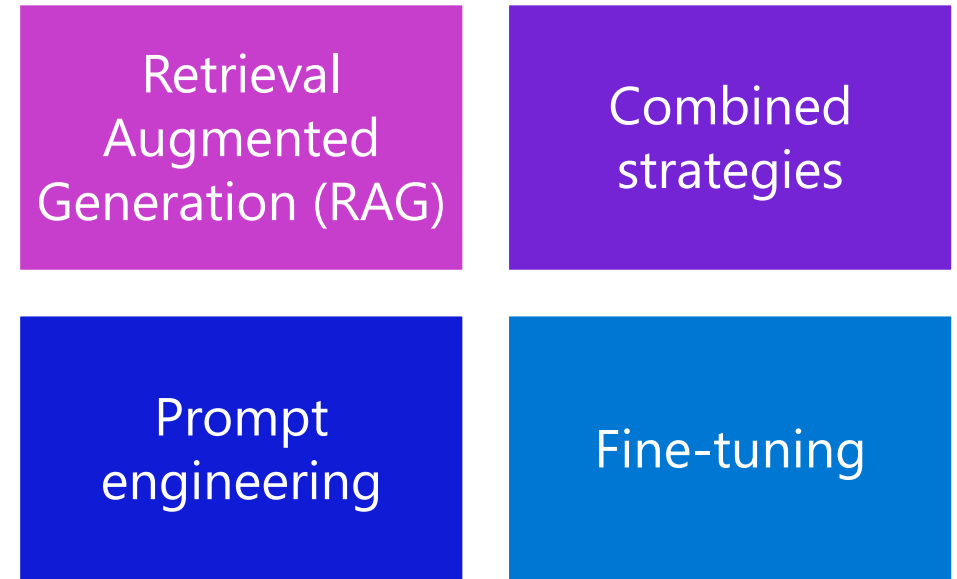 Retrieval
Augmented
Generation (RAG)
Combined
strategies
Prompt
engineering
Fine-tuning